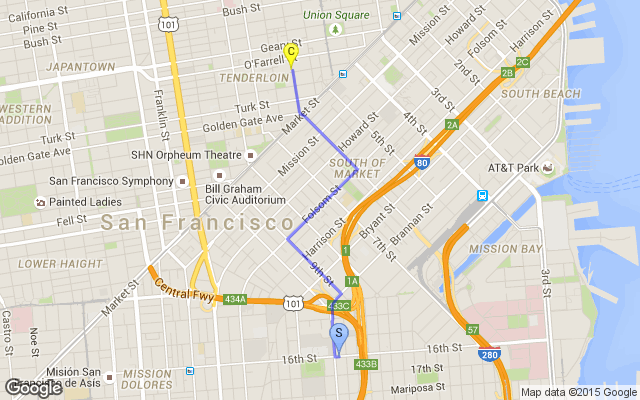 California St
Pine St
Bush St
Bush St
Union Square
101
Geary St
O'Farrell St
JAPANTOWN
TENDERLOIN
C
Mission St
Howard St
Folsom St
Harrison St
2nd St
2C
2B
SOUTH BEACH
3rd St
4th St
5th St
2A
WESTERN
ADDITION
Franklin St
Turk St
Golden Gate Ave
Turk St
Golden Gate Ave
Market St
Howard St
Mission St
SHN Orpheum Theatre
San Francisco Symphony
Bill Graham
Civic Auditorium
Painted Ladies
Fell St
SOUTH OF
MARKET
80
AT&T Park
San Francisco
Folsom St
Harrison St
Bryant St
Brannan St
7th St
MISSION BAY
LOWER HAIGHT
Market St
9th St
1
1A
3rd St
Central Fwy
434A
101
433C
Castro St
Noe St
S
57
16th St
433B
16th St
280
17th St
Mariposa St
Misión San
Francisco de Asís
MISSION
DOLORES
Google
Map data ©2015 Google